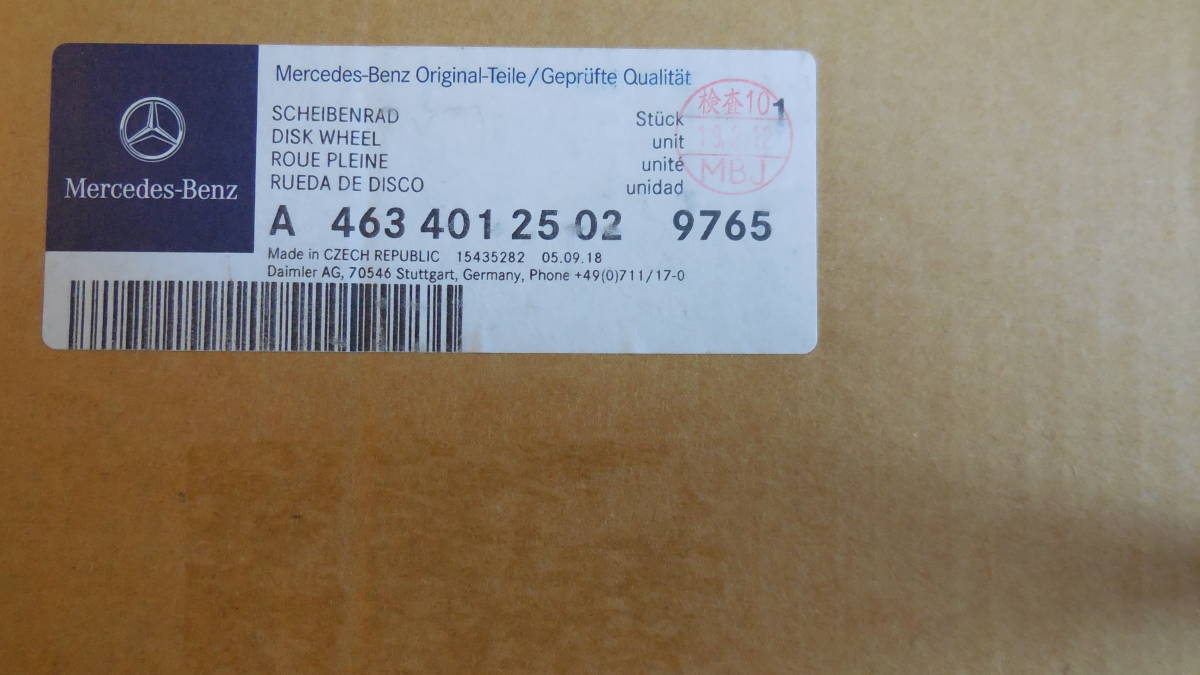 Mercedes-Benz
Mercedes-Benz Original-Teile/Geprüfte Qualität
SCHEIBENRAD
DISK WHEEL
ROUE PLEINE
RUEDA DE DISCO
Stück 1
unit
unité
unidad
検査10
MBJ
A 463 401 25 02 9765
Made in CZECH REPUBLIC 15435282 05.09.18
Daimler AG, 70546 Stuttgart, Germany, Phone +49(0)711/17-0